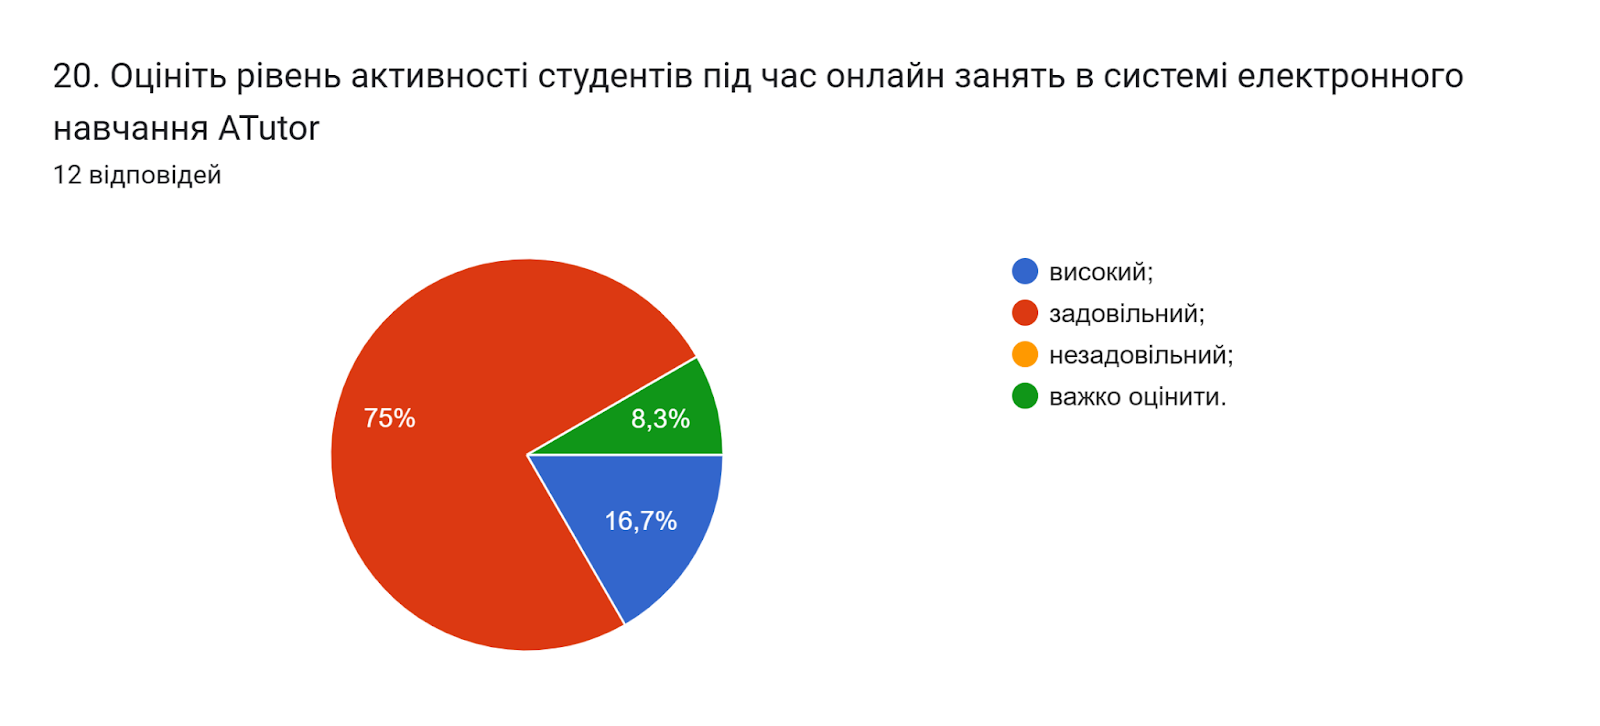 20. Оцініть рівень активності студентів під час онлайн занять в системі електронного
навчання ATutor
12 відповідей
високий;
задовільний;
незадовільний;
важко оцінити.
75%
8,3%
16,7%